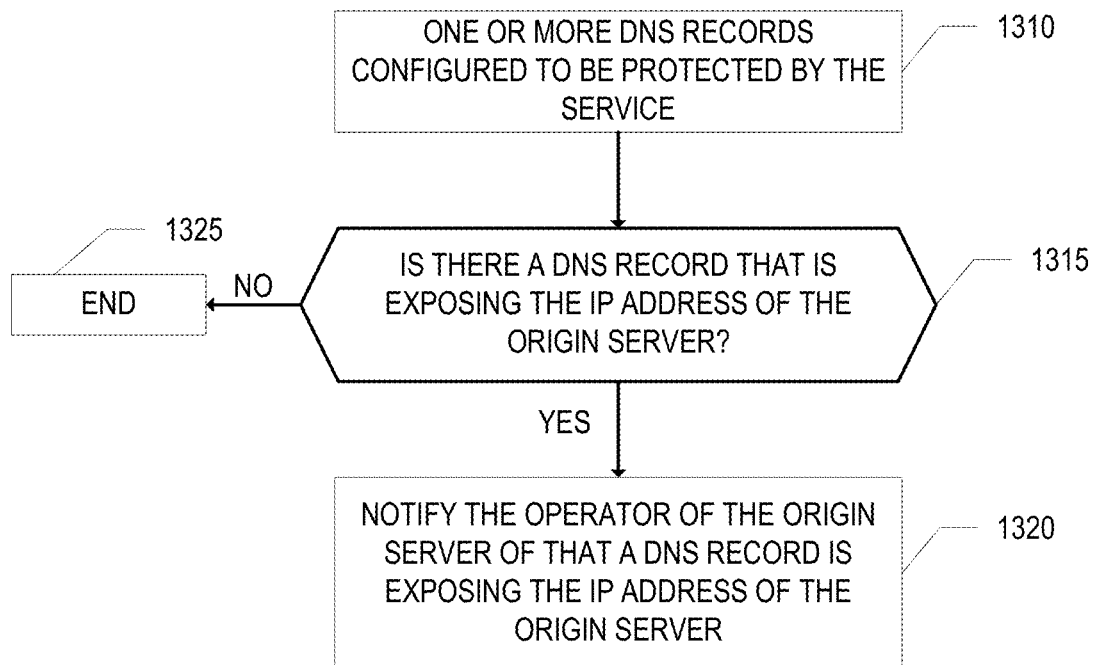 ONE OR MORE DNS RECORDS
CONFIGURED TO BE PROTECTED BY THE
SERVICE
1310
1325
END
NO
IS THERE A DNS RECORD THAT IS
EXPOSING THE IP ADDRESS OF THE
ORIGIN SERVER?
1315
YES
NOTIFY THE OPERATOR OF THE ORIGIN
SERVER OF THAT A DNS RECORD IS
EXPOSING THE IP ADDRESS OF THE
ORIGIN SERVER
1320